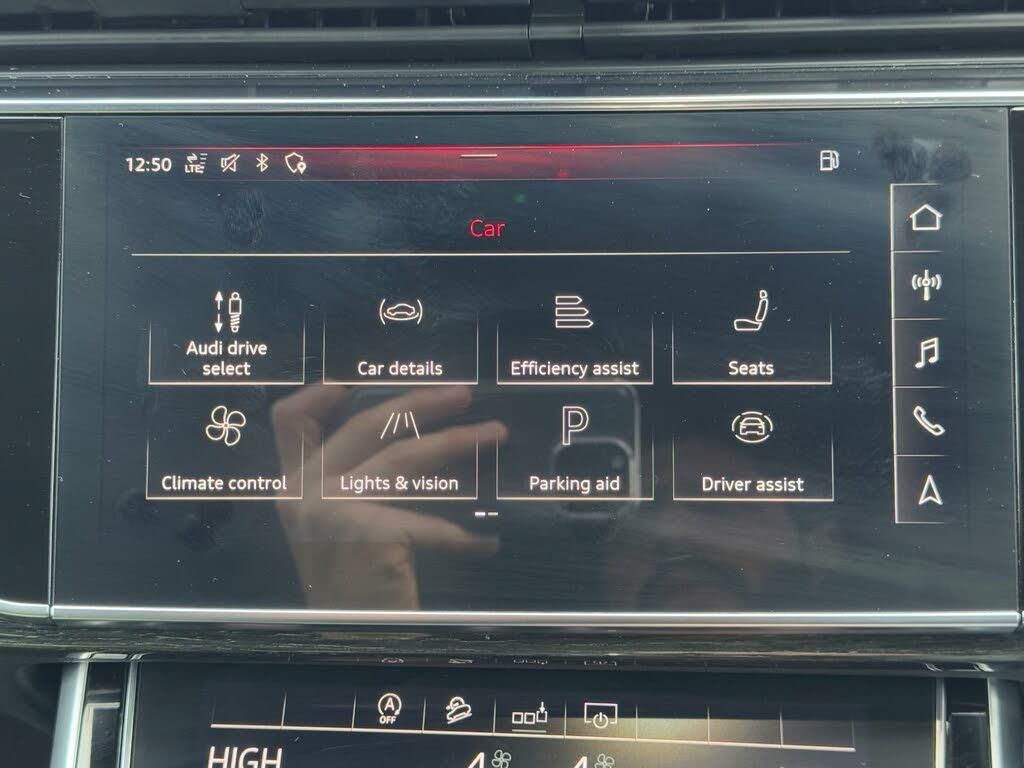 12:50 LTE
Car
Audi drive
select
Car details
Efficiency assist
Seats
Climate control
Lights & vision
P
Parking aid
Driver assist
A
OFF
HIGH